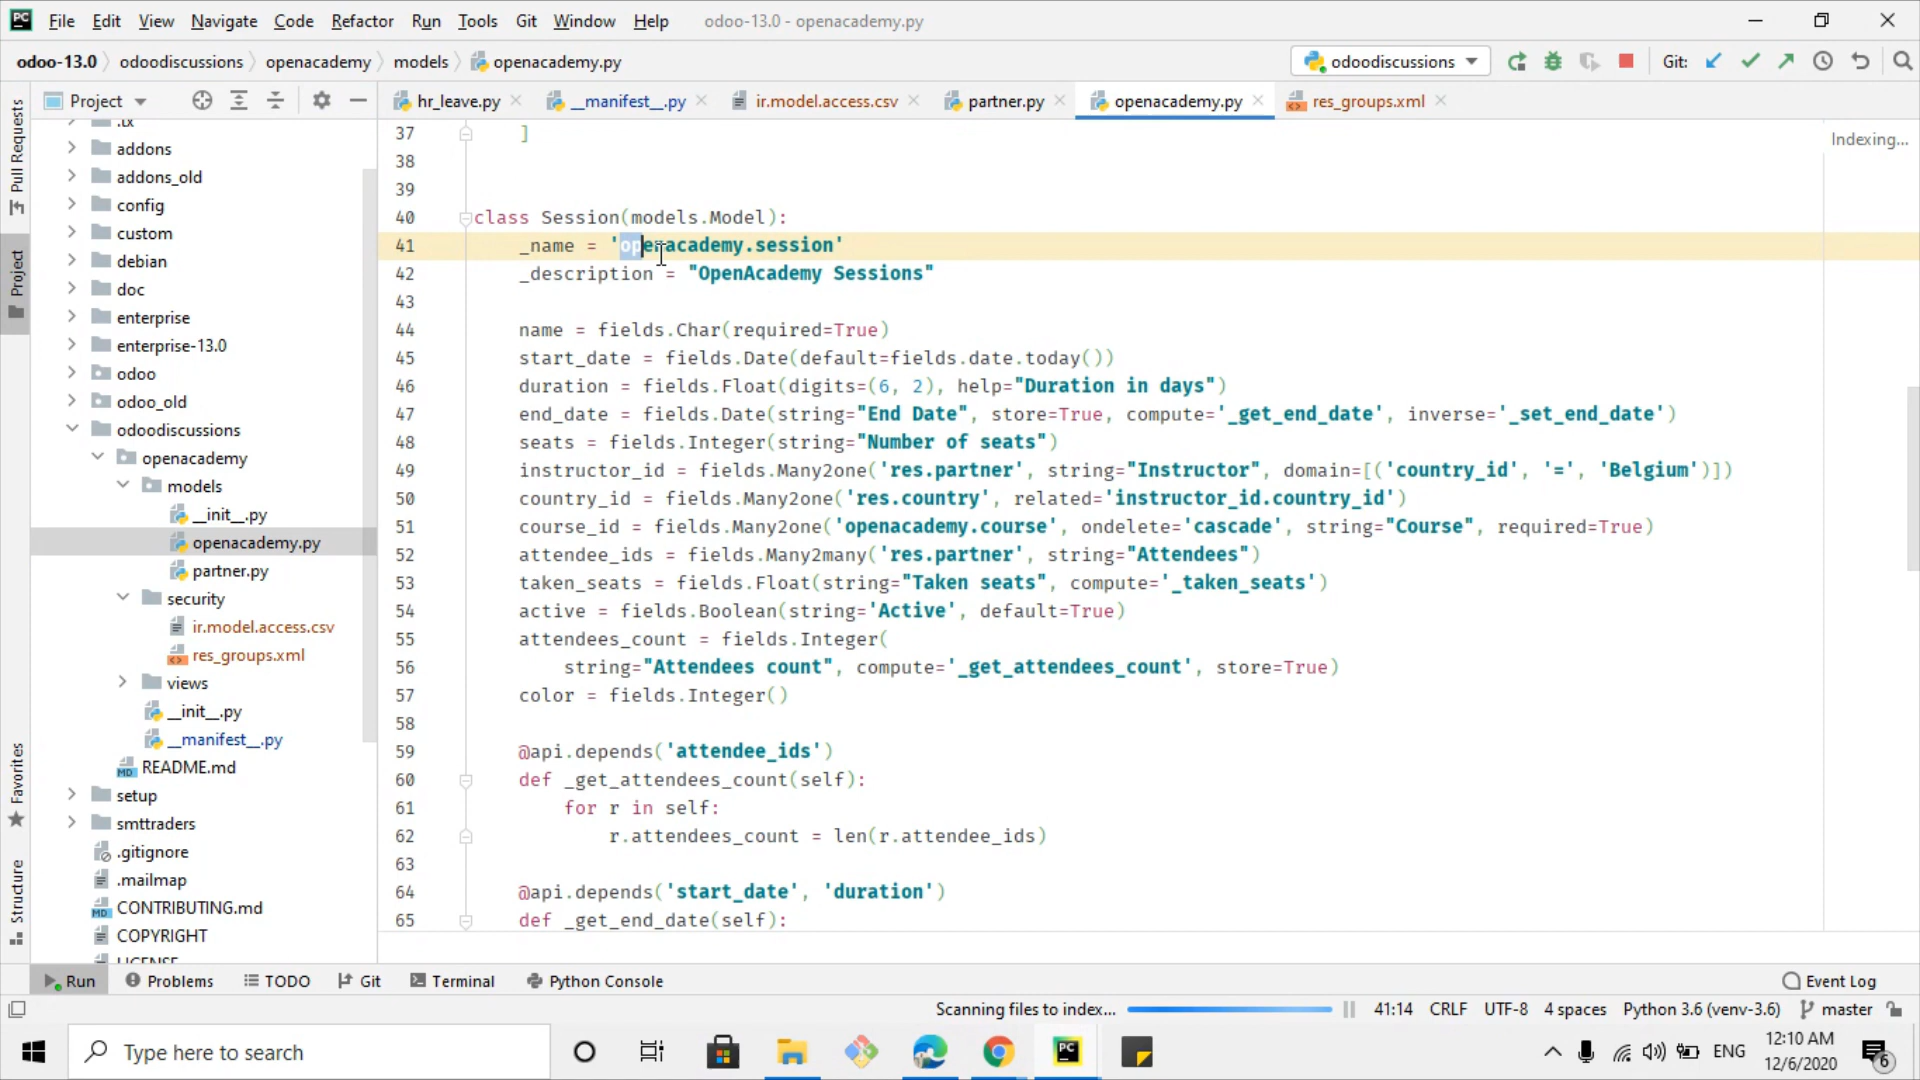 PC File Edit View Navigate Code Refactor Run Tools Git Window Help odoo-13.0 - openacademy.py
odoo-13.0 odoodiscussions openacademy models openacademy.py odoodiscussions Git:
Project hr_leave.py __manifest__.py ir.model.access.csv partner.py openacademy.py res_groups.xml
Indexing...
Pull Requests
Project
Favorites
Structure
.tx
addons
addons_old
config
custom
debian
doc
enterprise
enterprise-13.0
odoo
odoo_old
odoodiscussions
openacademy
models
__init__.py
openacademy.py
partner.py
security
ir.model.access.csv
res_groups.xml
views
__init__.py
__manifest__.py
README.md
setup
smttraders
.gitignore
.mailmap
CONTRIBUTING.md
COPYRIGHT
LICENSE
37 ]
38
39
40 class Session(models.Model):
41 _name = 'openacademy.session'
42 _description = "OpenAcademy Sessions"
43
44 name = fields.Char(required=True)
45 start_date = fields.Date(default=fields.date.today())
46 duration = fields.Float(digits=(6, 2), help="Duration in days")
47 end_date = fields.Date(string="End Date", store=True, compute='_get_end_date', inverse='_set_end_date')
48 seats = fields.Integer(string="Number of seats")
49 instructor_id = fields.Many2one('res.partner', string="Instructor", domain=[('country_id', '=', 'Belgium')])
50 country_id = fields.Many2one('res.country', related='instructor_id.country_id')
51 course_id = fields.Many2one('openacademy.course', ondelete='cascade', string="Course", required=True)
52 attendee_ids = fields.Many2many('res.partner', string="Attendees")
53 taken_seats = fields.Float(string="Taken seats", compute='_taken_seats')
54 active = fields.Boolean(string='Active', default=True)
55 attendees_count = fields.Integer(
56 string="Attendees count", compute='_get_attendees_count', store=True)
57 color = fields.Integer()
58
59 @api.depends('attendee_ids')
60 def _get_attendees_count(self):
61 for r in self:
62 r.attendees_count = len(r.attendee_ids)
63
64 @api.depends('start_date', 'duration')
65 def _get_end_date(self):
Run Problems TODO Git Terminal Python Console Event Log
Scanning files to index... 41:14 CRLF UTF-8 4 spaces Python 3.6 (venv-3.6) master
Type here to search PC ENG 12:10 AM
12/6/2020 6